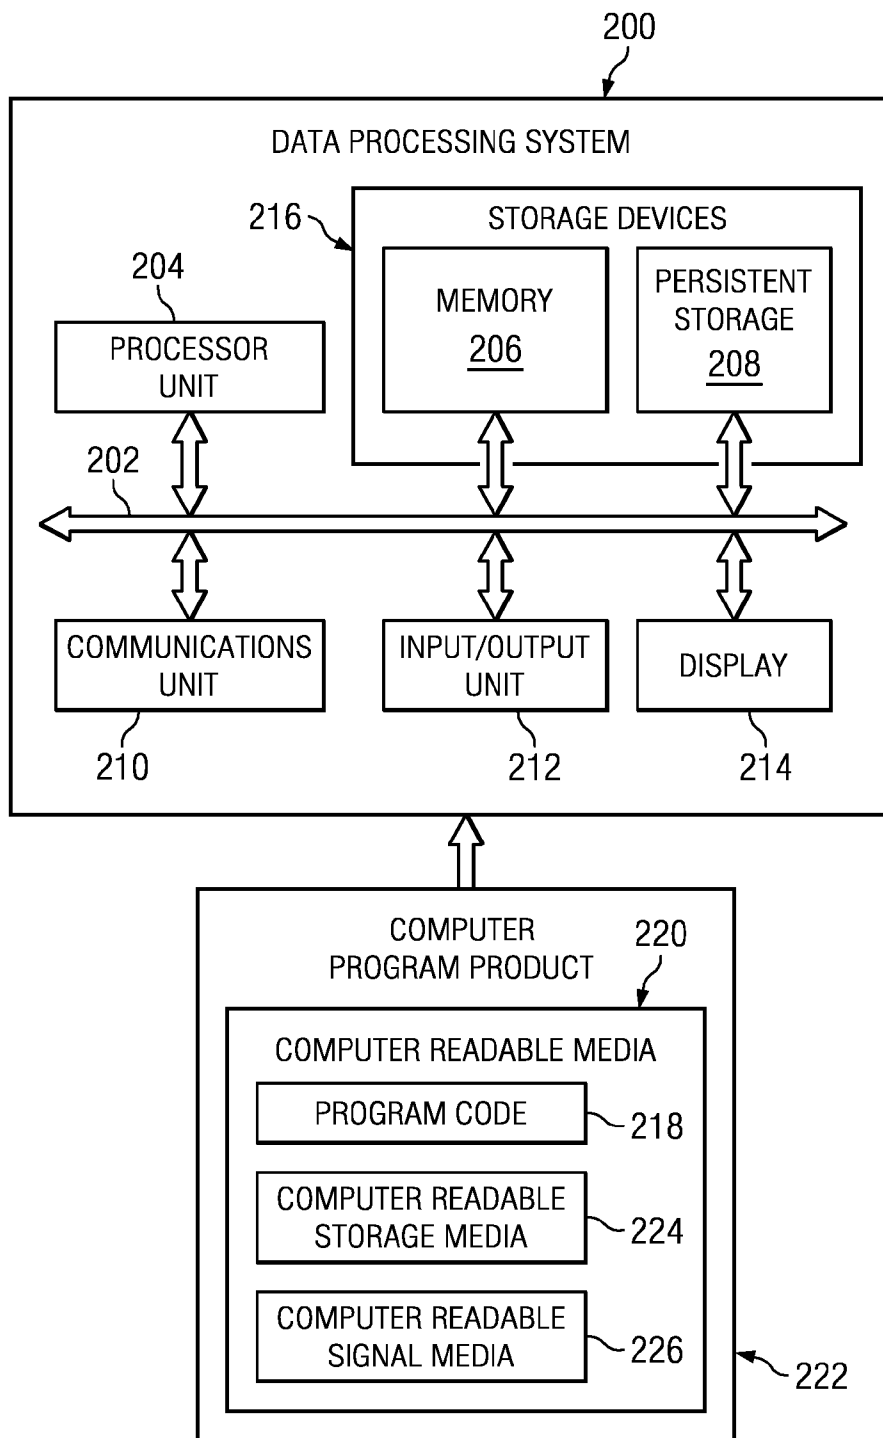 200
DATA PROCESSING SYSTEM
216
STORAGE DEVICES
204
PROCESSOR
UNIT
MEMORY
206
PERSISTENT
STORAGE
208
202
COMMUNICATIONS
UNIT
INPUT/OUTPUT
UNIT
DISPLAY
210
212
214
COMPUTER
PROGRAM PRODUCT
220
COMPUTER READABLE MEDIA
PROGRAM CODE
218
COMPUTER READABLE
STORAGE MEDIA
224
COMPUTER READABLE
SIGNAL MEDIA
226
222